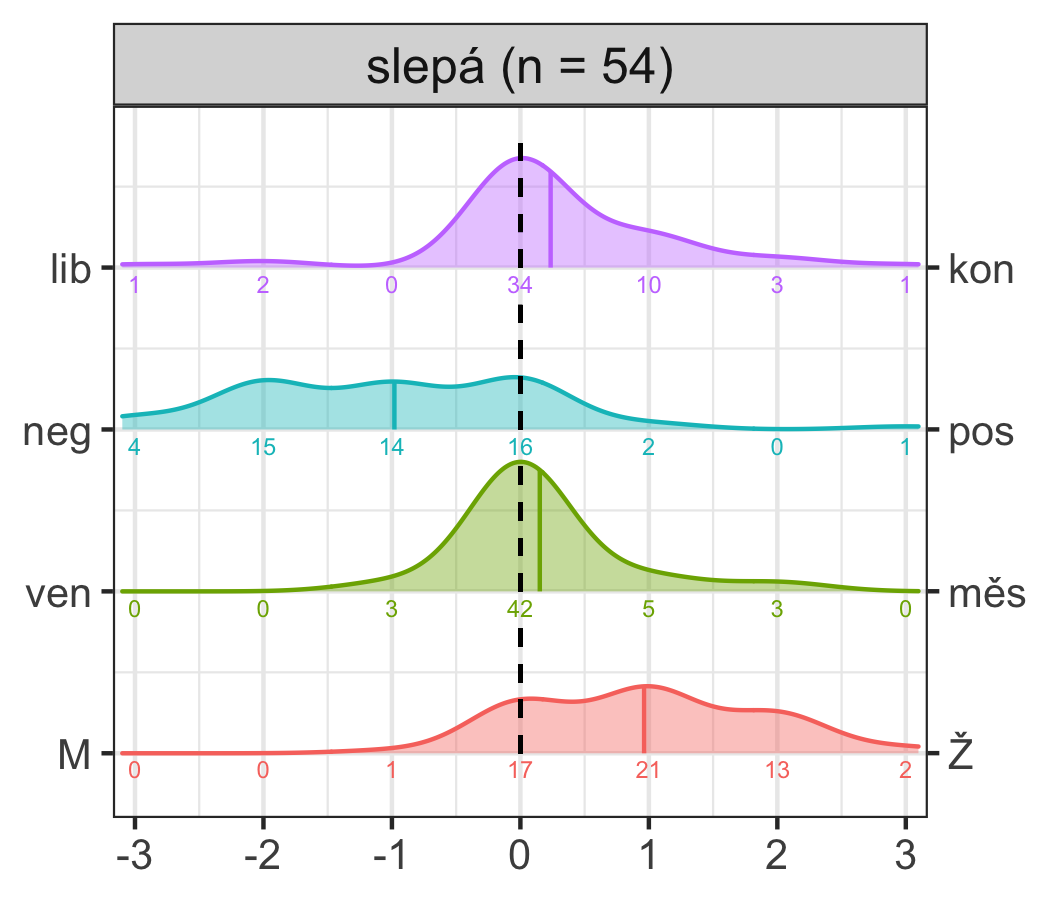 slepá (n = 54)
lib kon
1 2 0 34 10 3 1
neg pos
4 15 14 16 2 0 1
ven měs
0 0 3 42 5 3 0
M Ž
0 0 1 17 21 13 2
-3 -2 -1 0 1 2 3